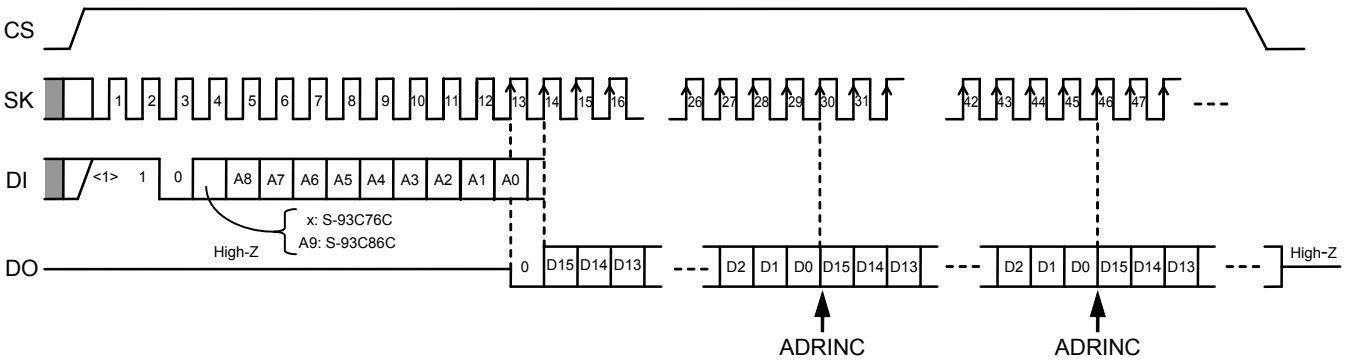 CS
SK 1 2 3 4 5 6 7 8 9 10 11 12 13 14 15 16 26 27 28 29 30 31 42 43 44 45 46 47
DI <1> 1 0 A8 A7 A6 A5 A4 A3 A2 A1 A0
x: S-93C76C
A9: S-93C86C
High-Z
DO 0 D15 D14 D13 D2 D1 D0 D15 D14 D13 D2 D1 D0 D15 D14 D13 High-Z
ADRINC ADRINC